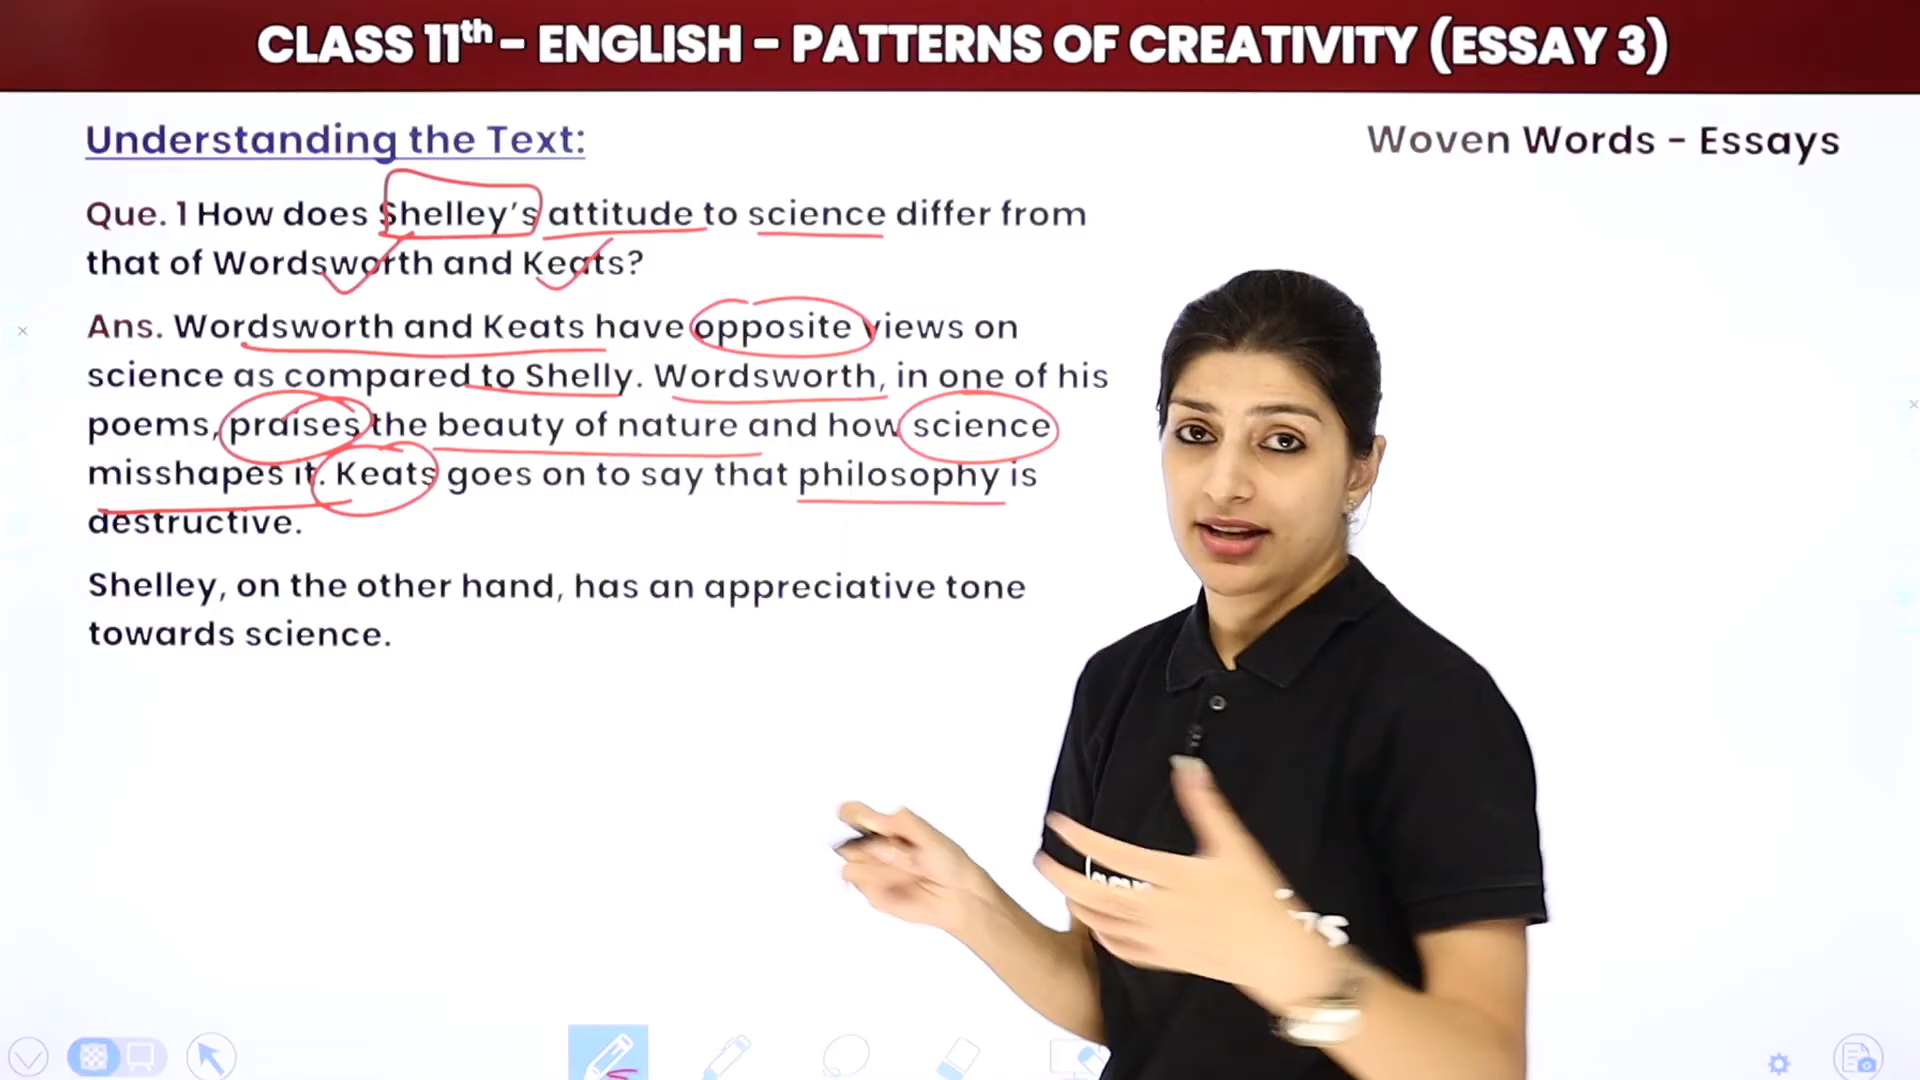 CLASS 11th - ENGLISH - PATTERNS OF CREATIVITY (ESSAY 3)
Understanding the Text:
Woven Words - Essays
Que. 1 How does Shelley's attitude to science differ from
that of Wordsworth and Keats?
Ans. Wordsworth and Keats have opposite views on
science as compared to Shelly. Wordsworth, in one of his
poems, praises the beauty of nature and how science
misshapes it. Keats goes on to say that philosophy is
destructive.
Shelley, on the other hand, has an appreciative tone
towards science.